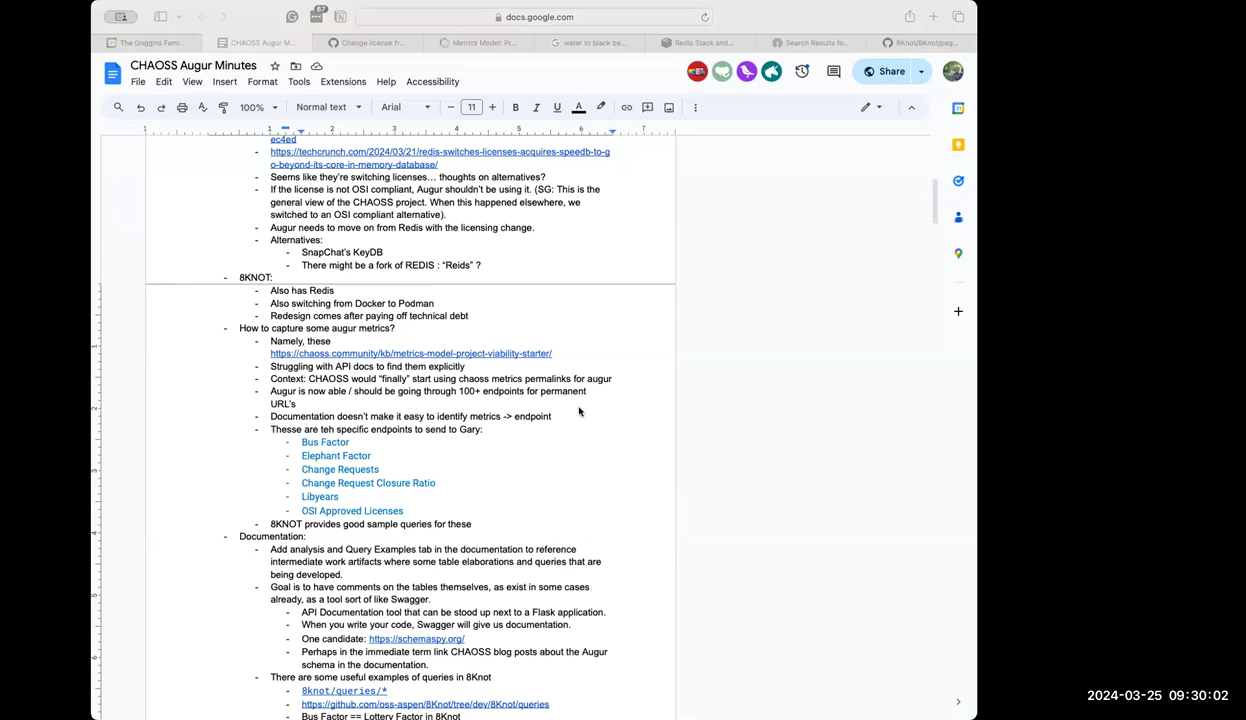 67
docs.google.com
The Goggins Fami...
CHAOSS Augur M...
Change license fr...
Metrics Model: Pr...
water to black be...
Redis Stack and...
Search Results fo...
8Knot/8Knot/pag...
CHAOSS Augur Minutes
File Edit View Insert Format Tools Extensions Help Accessibility
Share
100% Normal text Arial 11 B I U A
1 1 2 3 4 5 6 7
ec4ed
- https://techcrunch.com/2024/03/21/redis-switches-licenses-acquires-speedb-to-g
o-beyond-its-core-in-memory-database/
- Seems like they're switching licenses… thoughts on alternatives?
- If the license is not OSI compliant, Augur shouldn't be using it. (SG: This is the
general view of the CHAOSS project. When this happened elsewhere, we
switched to an OSI compliant alternative).
- Augur needs to move on from Redis with the licensing change.
- Alternatives:
- SnapChat's KeyDB
- There might be a fork of REDIS : "Reids" ?
- 8KNOT:
- Also has Redis
- Also switching from Docker to Podman
- Redesign comes after paying off technical debt
- How to capture some augur metrics?
- Namely, these
https://chaoss.community/kb/metrics-model-project-viability-starter/
- Struggling with API docs to find them explicitly
- Context: CHAOSS would "finally" start using chaoss metrics permalinks for augur
- Augur is now able / should be going through 100+ endpoints for permanent
URL's
- Documentation doesn't make it easy to identify metrics -> endpoint
- Thesse are teh specific endpoints to send to Gary:
- Bus Factor
- Elephant Factor
- Change Requests
- Change Request Closure Ratio
- Libyears
- OSI Approved Licenses
- 8KNOT provides good sample queries for these
- Documentation:
- Add analysis and Query Examples tab in the documentation to reference
intermediate work artifacts where some table elaborations and queries that are
being developed.
- Goal is to have comments on the tables themselves, as exist in some cases
already, as a tool sort of like Swagger.
- API Documentation tool that can be stood up next to a Flask application.
- When you write your code, Swagger will give us documentation.
- One candidate: https://schemaspy.org/
- Perhaps in the immediate term link CHAOSS blog posts about the Augur
schema in the documentation.
- There are some useful examples of queries in 8Knot
- 8knot/queries/*
- https://github.com/oss-aspen/8Knot/tree/dev/8Knot/queries
- Bus Factor == Lottery Factor in 8Knot
2024-03-25 09:30:02